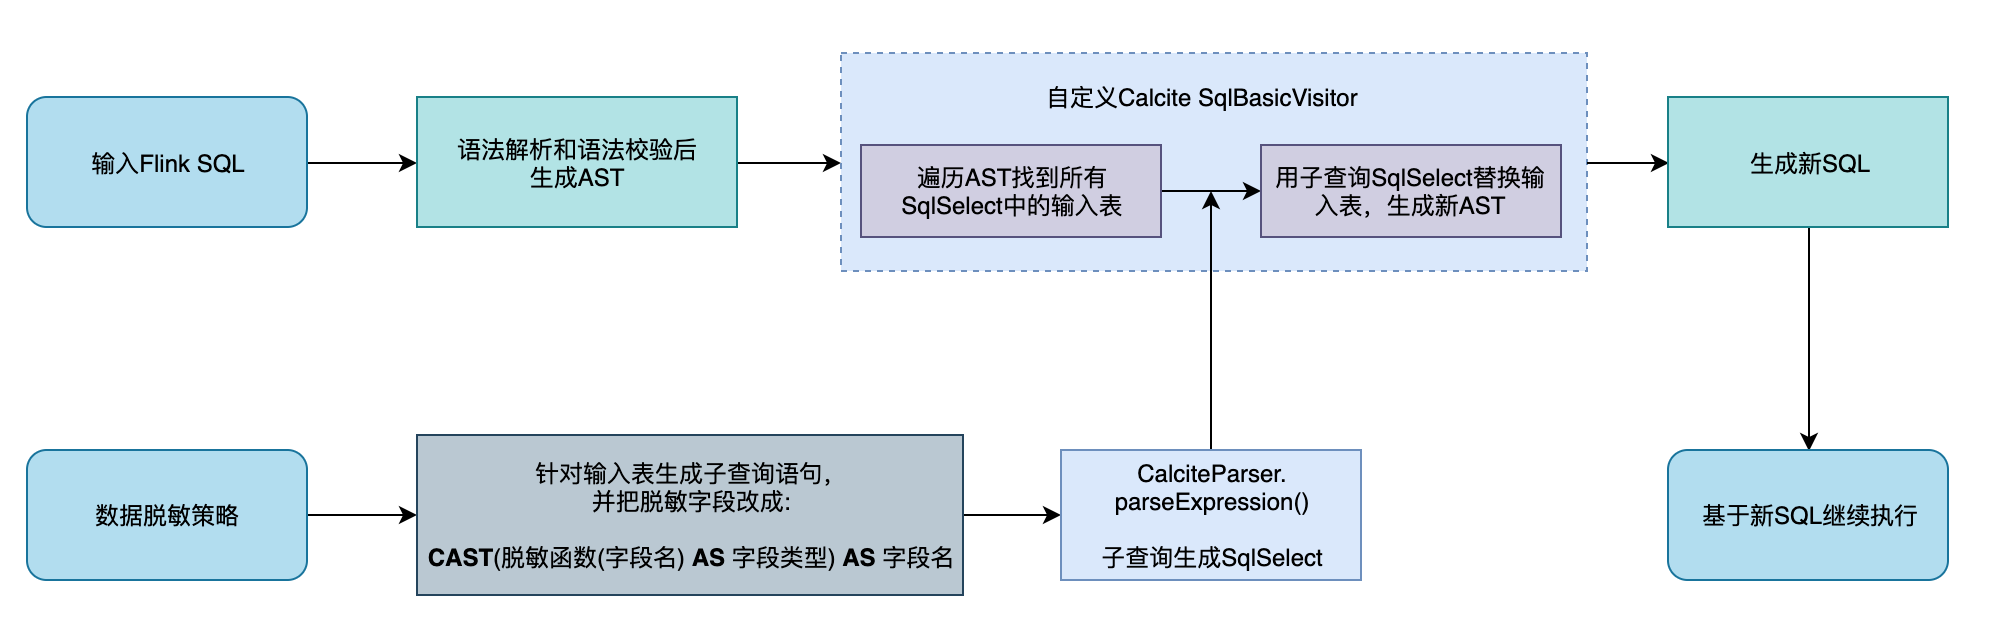 输入Flink SQL
语法解析和语法校验后
生成AST
自定义Calcite SqlBasicVisitor
遍历AST找到所有
SqlSelect中的输入表
用子查询SqlSelect替换输
入表，生成新AST
生成新SQL
数据脱敏策略
针对输入表生成子查询语句，
并把脱敏字段改成:
CAST(脱敏函数(字段名) AS 字段类型) AS 字段名
CalciteParser.
parseExpression()
子查询生成SqlSelect
基于新SQL继续执行